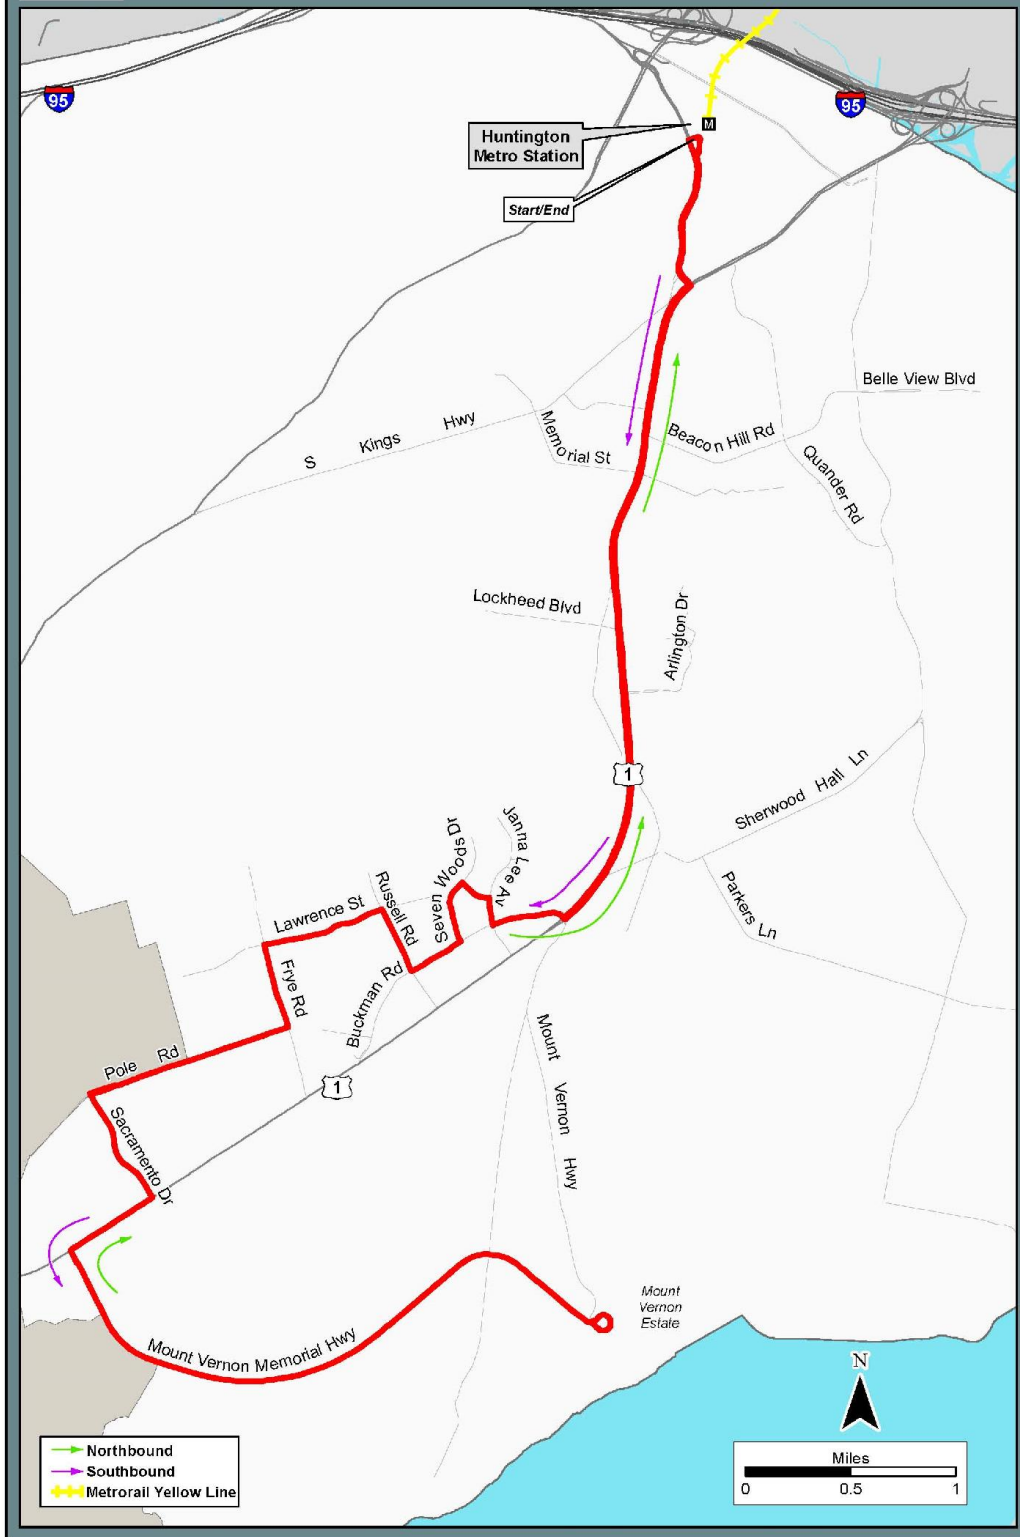 95
95
M
Huntington
Metro Station
Start/End
Belle View Blvd
S Kings Hwy
Memorial St
Beacon Hill Rd
Quander Rd
Lockheed Blvd
Arlington Dr
1
Sherwood Hall Ln
Janna Lee Av
Seven Woods Dr
Russell Rd
Parkers Ln
Lawrence St
Frye Rd
Buckman Rd
Mount Vernon Hwy
Pole Rd
1
Sacramento Dr
Mount
Vernon
Estate
Mount Vernon Memorial Hwy
N
Northbound
Southbound
Metrorail Yellow Line
Miles
0 0.5 1